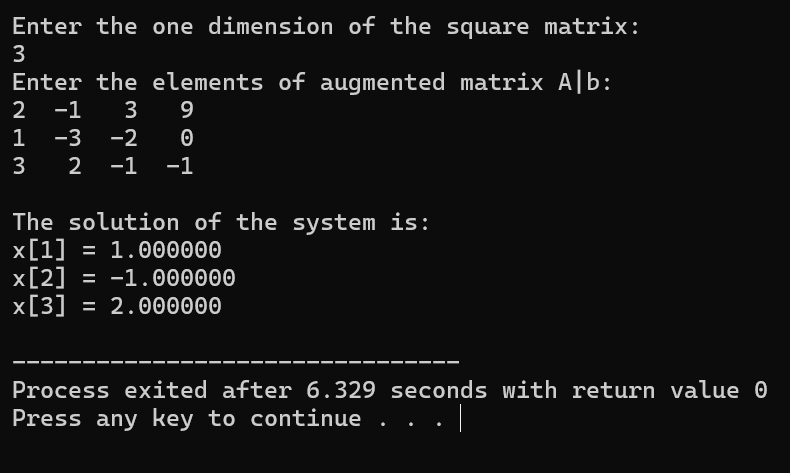 Enter the one dimension of the square matrix:
3
Enter the elements of augmented matrix A|b:
2  -1   3   9
1  -3  -2   0
3   2  -1  -1
The solution of the system is:
x[1] = 1.000000
x[2] = -1.000000
x[3] = 2.000000
--------------------------------
Process exited after 6.329 seconds with return value 0
Press any key to continue . . .